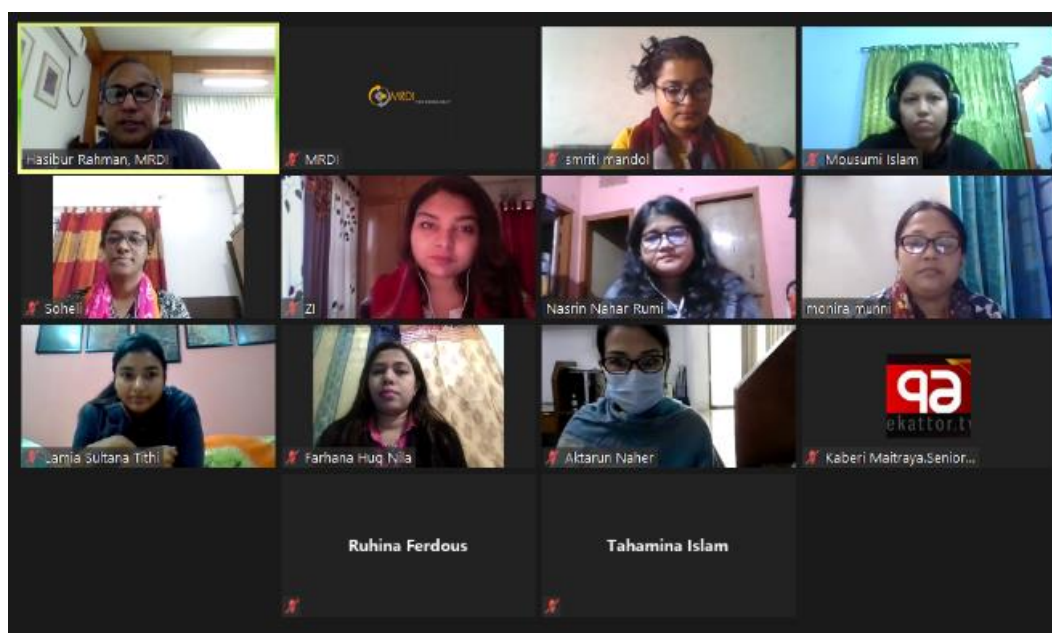 Hasibur Rahman, MRDI
MRDI
MRDI
smriti mandol
Mousumi Islam
Soheli
ZI
Nasrin Nahar Rumi
monira munni
Lamia Sultana Tithi
Farhana Huq Nila
Aktarun Naher
ekattor.tv
Kaberi Maitraya.Senior...
Ruhina Ferdous
Tahamina Islam